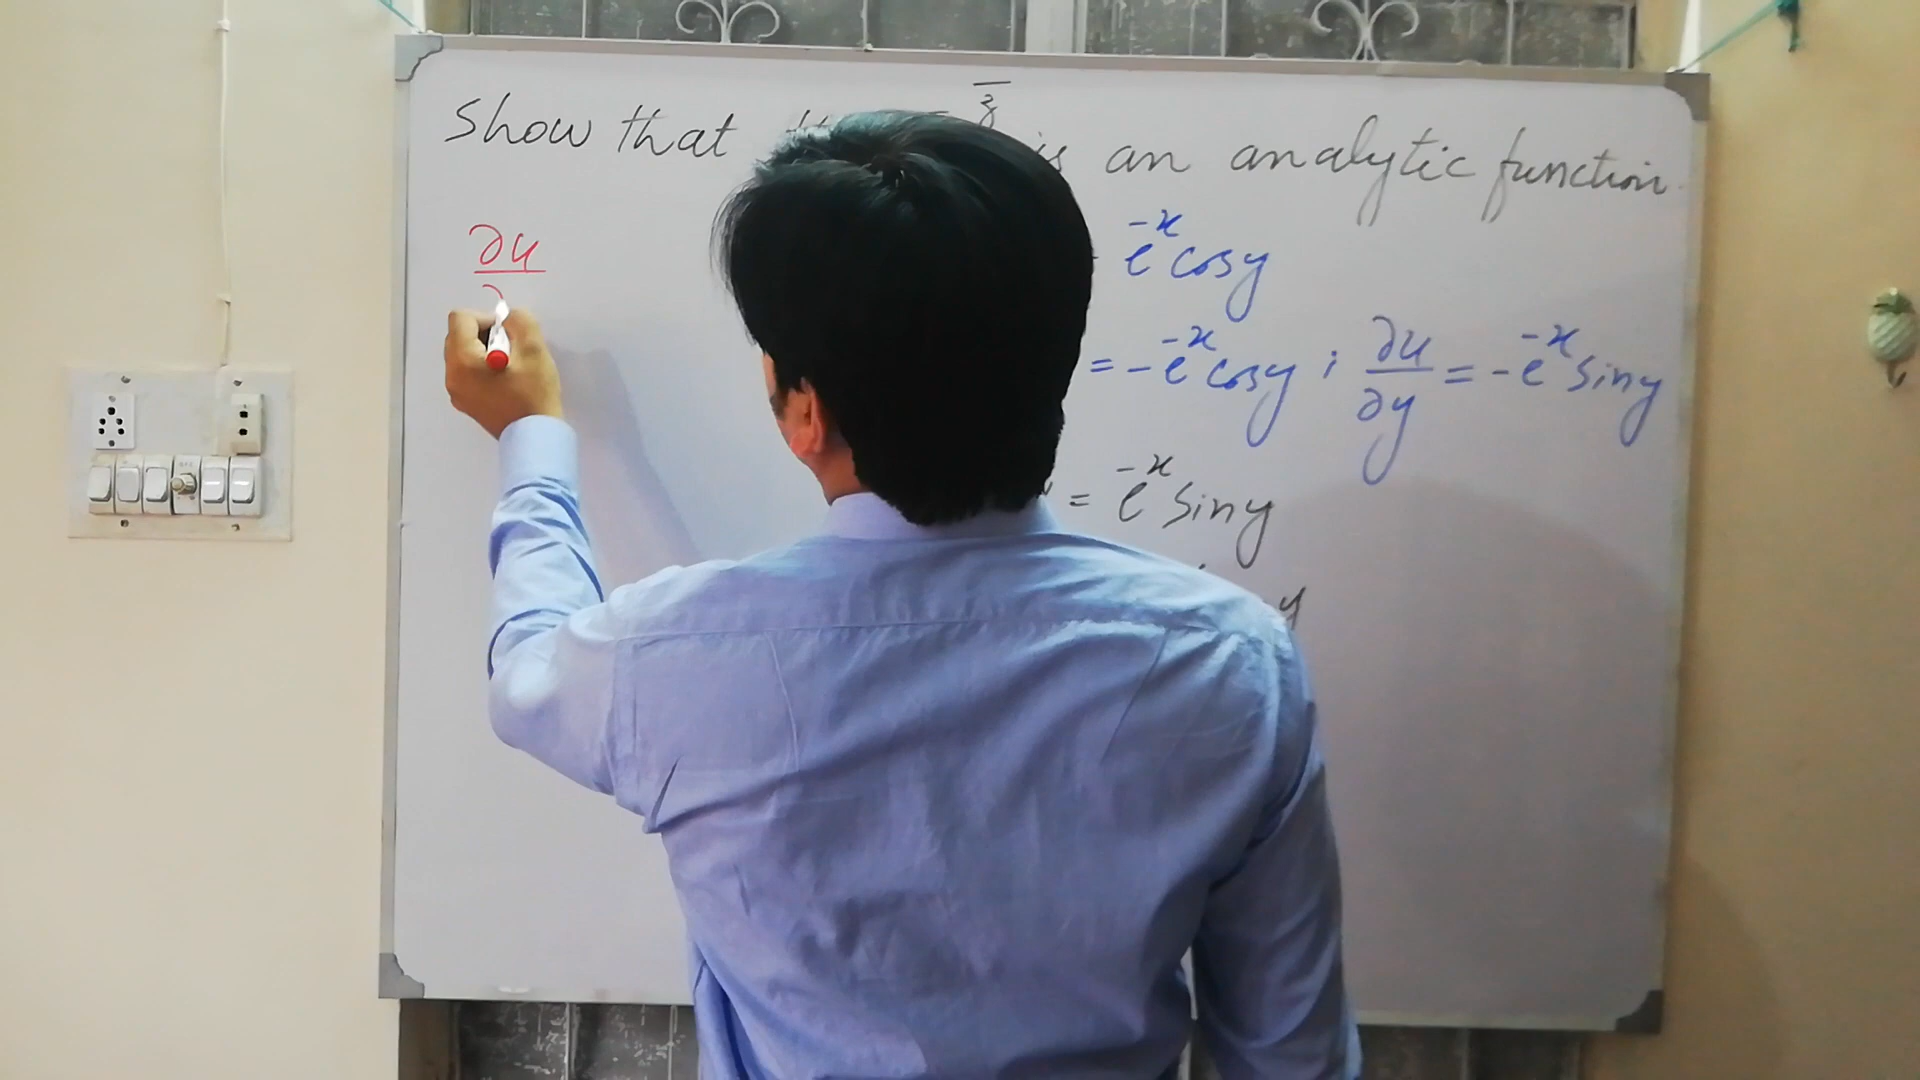 Show that z̅ is an analytic function.
∂u
e^-x cosy
= -e^-x cosy ; ∂u/∂y = -e^-x siny
= e^-x siny
y